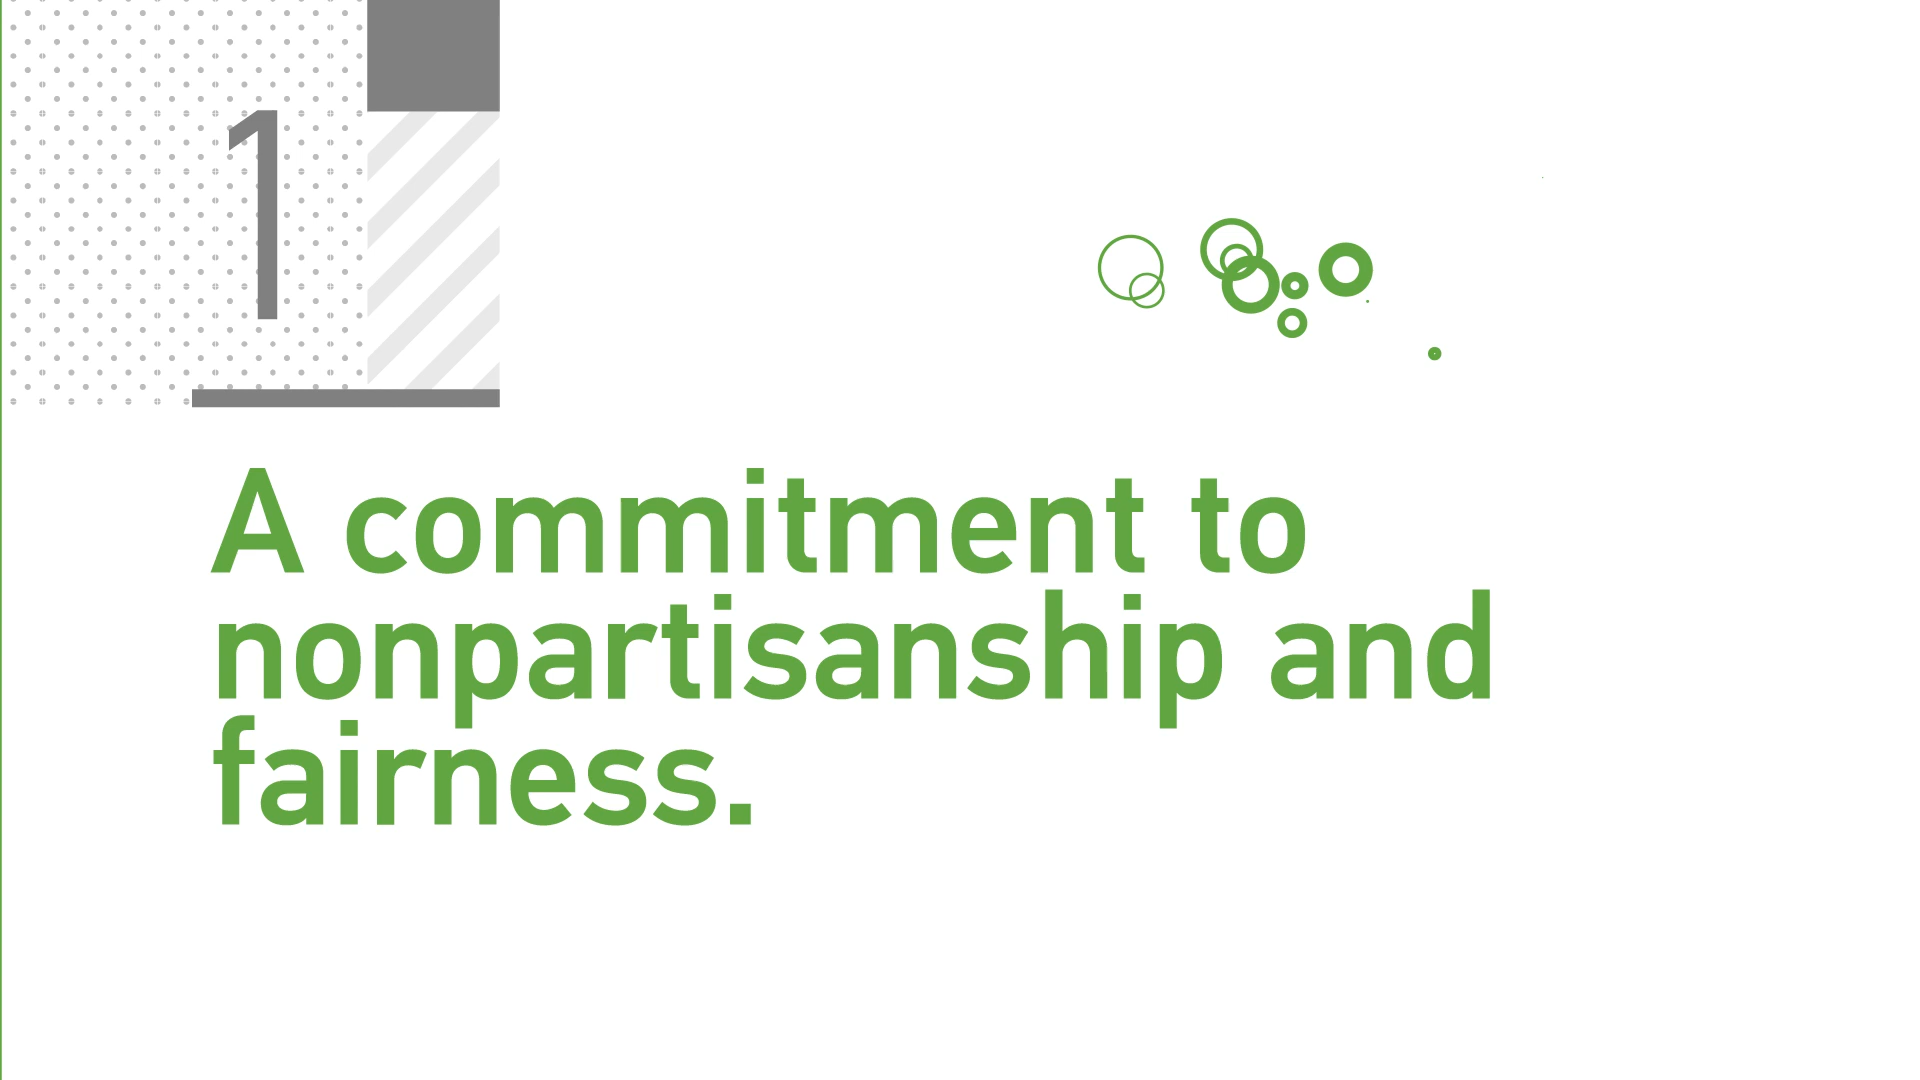 1
A commitment to
nonpartisanship and
fairness.